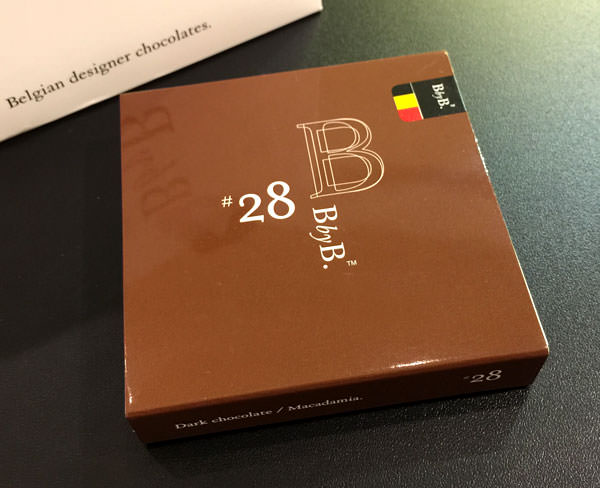 Belgian designer chocolates.
BbyB.
B
#28
BbyB.™
Dark chocolate / Macadamia.
#28